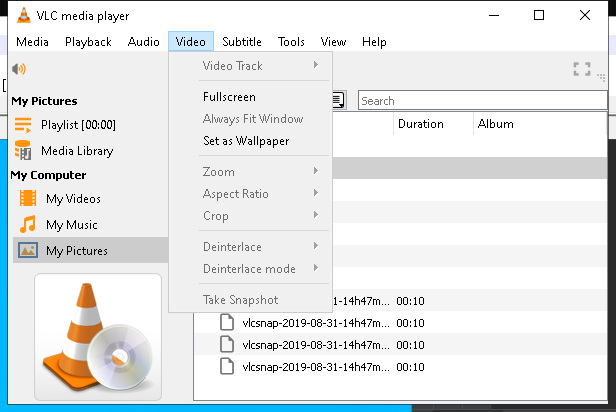 VLC media player
Media Playback Audio Video Subtitle Tools View Help
Video Track
My Pictures
Fullscreen
Search
Playlist [00:00]
Always Fit Window
Duration Album
My Media Library
Set as Wallpaper
My Computer
Zoom
My Videos
Aspect Ratio
My Music
Crop
My Pictures
Deinterlace
Deinterlace mode
Take Snapshot
-31-14h47m... 00:10
vlcsnap-2019-08-31-14h47m... 00:10
vlcsnap-2019-08-31-14h47m... 00:10
vlcsnap-2019-08-31-14h47m... 00:10